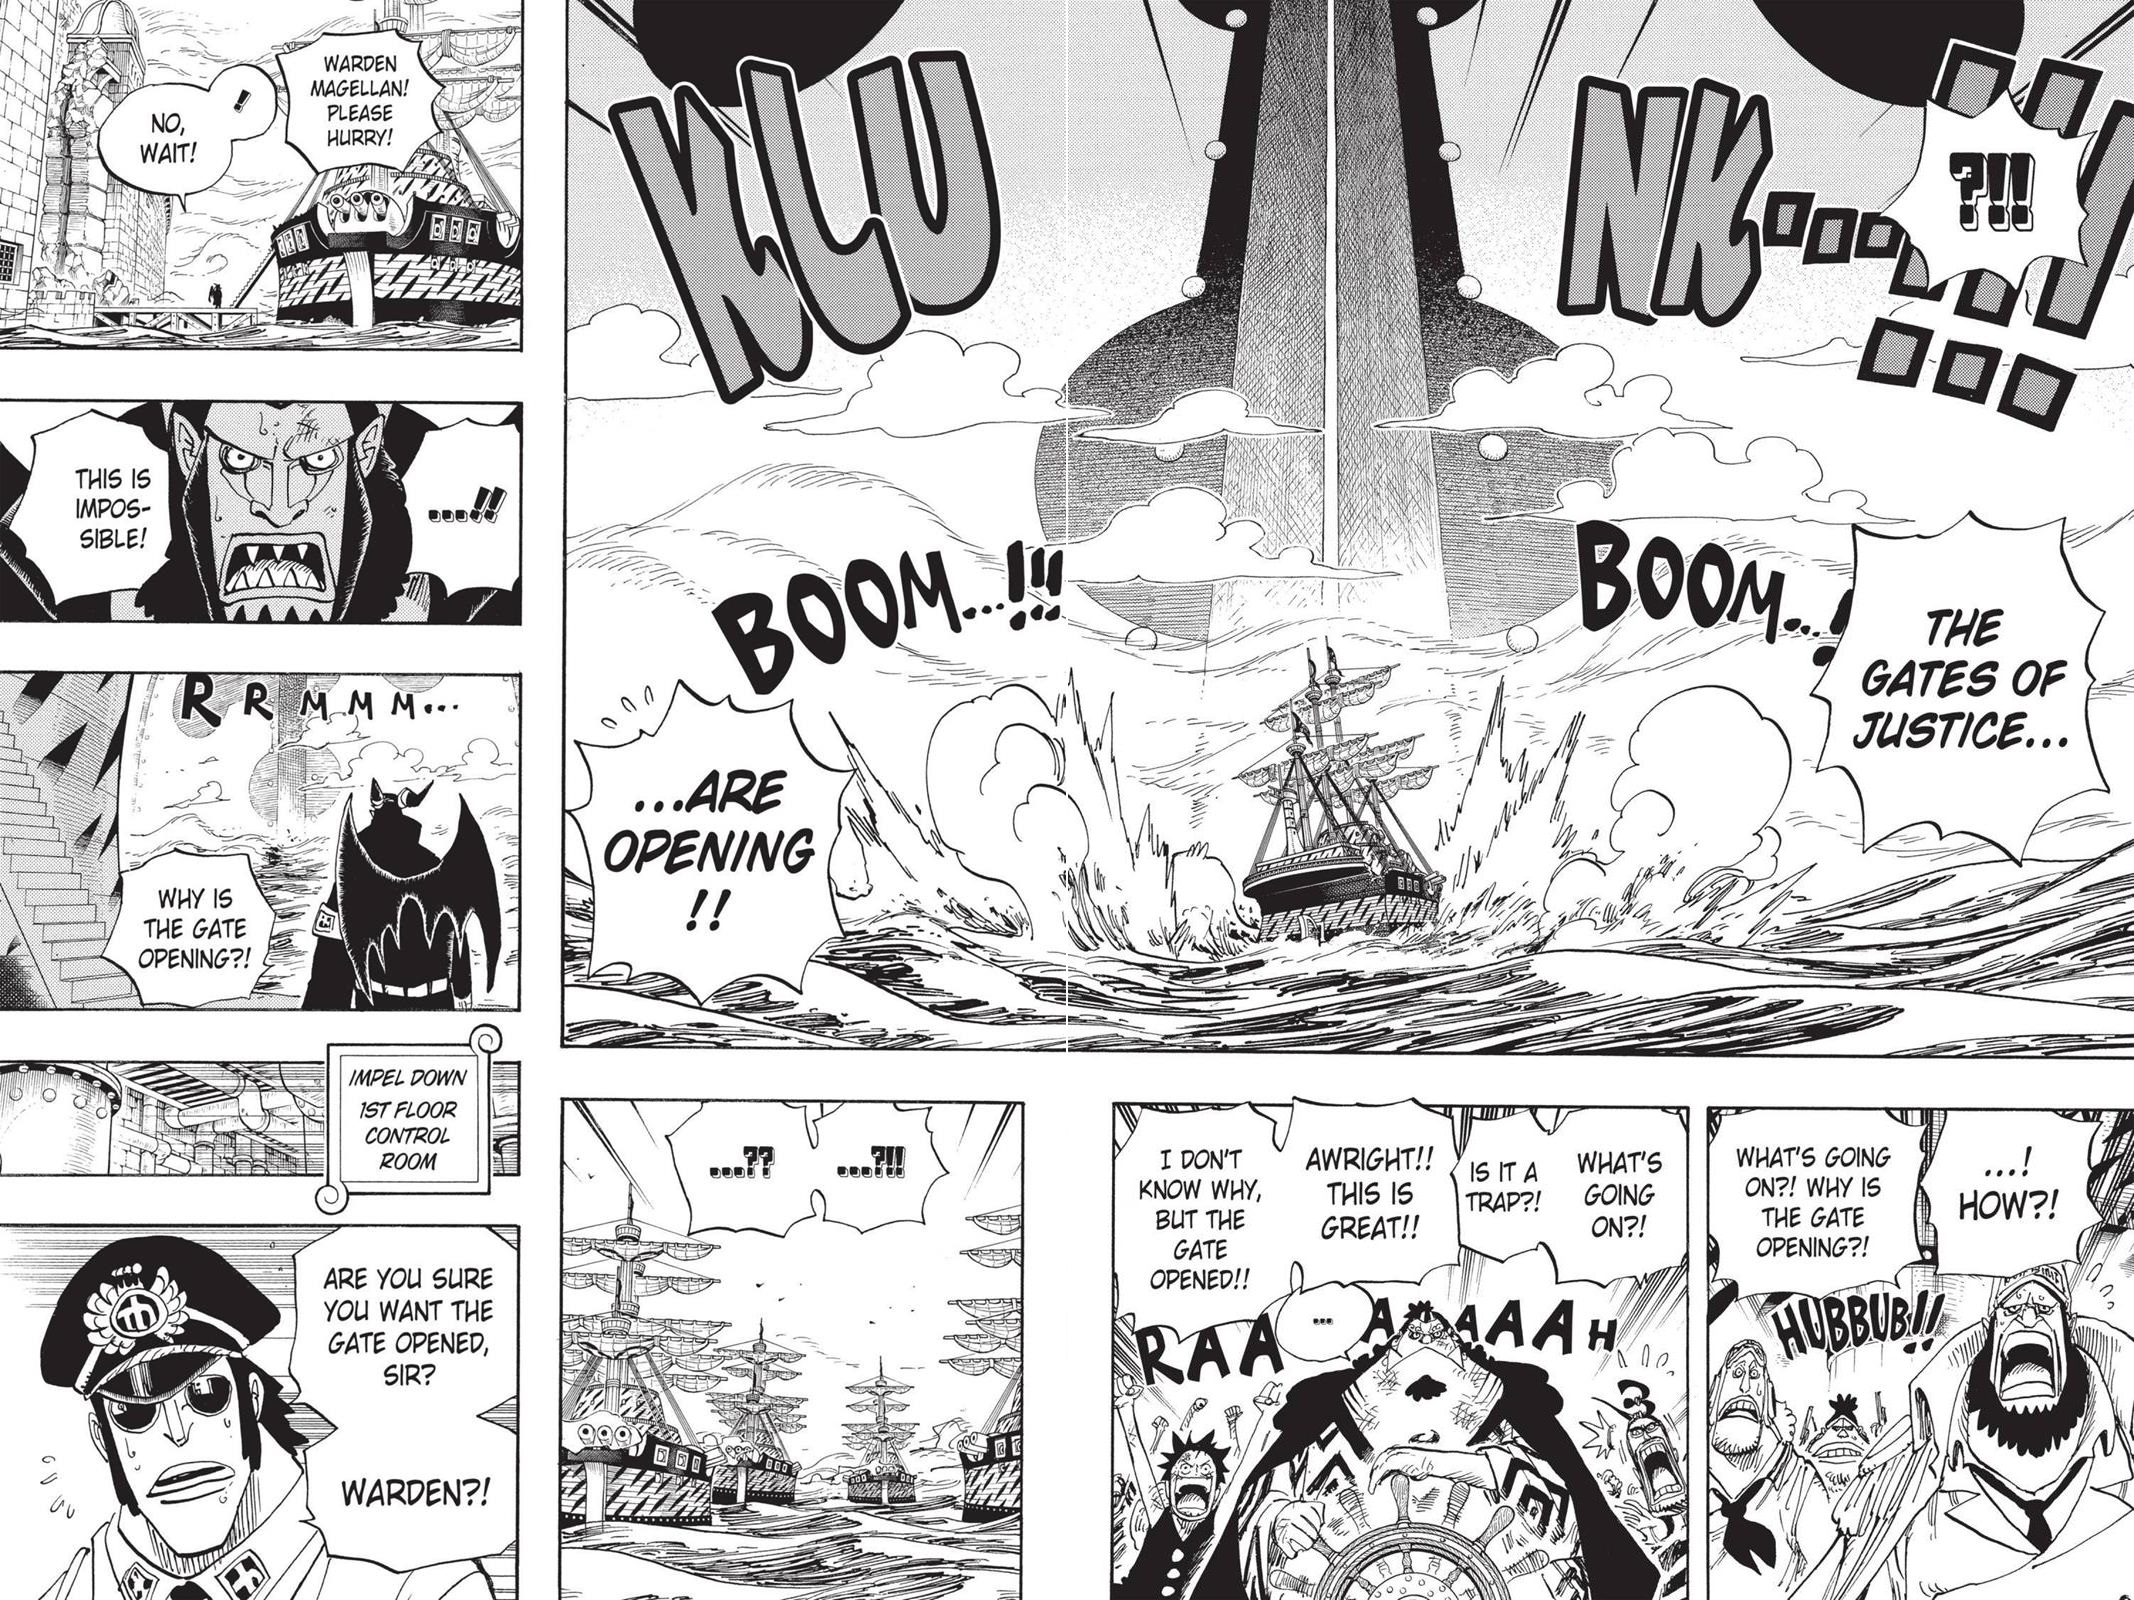 KLU
NK
?!!
THE
GATES OF
JUSTICE...
BOOM...!
BOOM...!!!
...ARE
OPENING
!!
...!
HOW?!
WHAT'S GOING
ON?! WHY IS
THE GATE
OPENING?!
HUBBUB!!
WHAT'S
GOING
ON?!
IS IT A
TRAP?!
AWRIGHT!!
THIS IS
GREAT!!
I DON'T
KNOW WHY,
BUT THE
GATE
OPENED!!
...
RAAAAAAAH
...?!!
...??
WARDEN
MAGELLAN!
PLEASE
HURRY!
!
NO,
WAIT!
...!!
THIS IS
IMPOS-
SIBLE!
RRMMM...
WHY IS
THE GATE
OPENING?!
IMPEL DOWN
1ST FLOOR
CONTROL
ROOM
ARE YOU SURE
YOU WANT THE
GATE OPENED,
SIR?
WARDEN?!